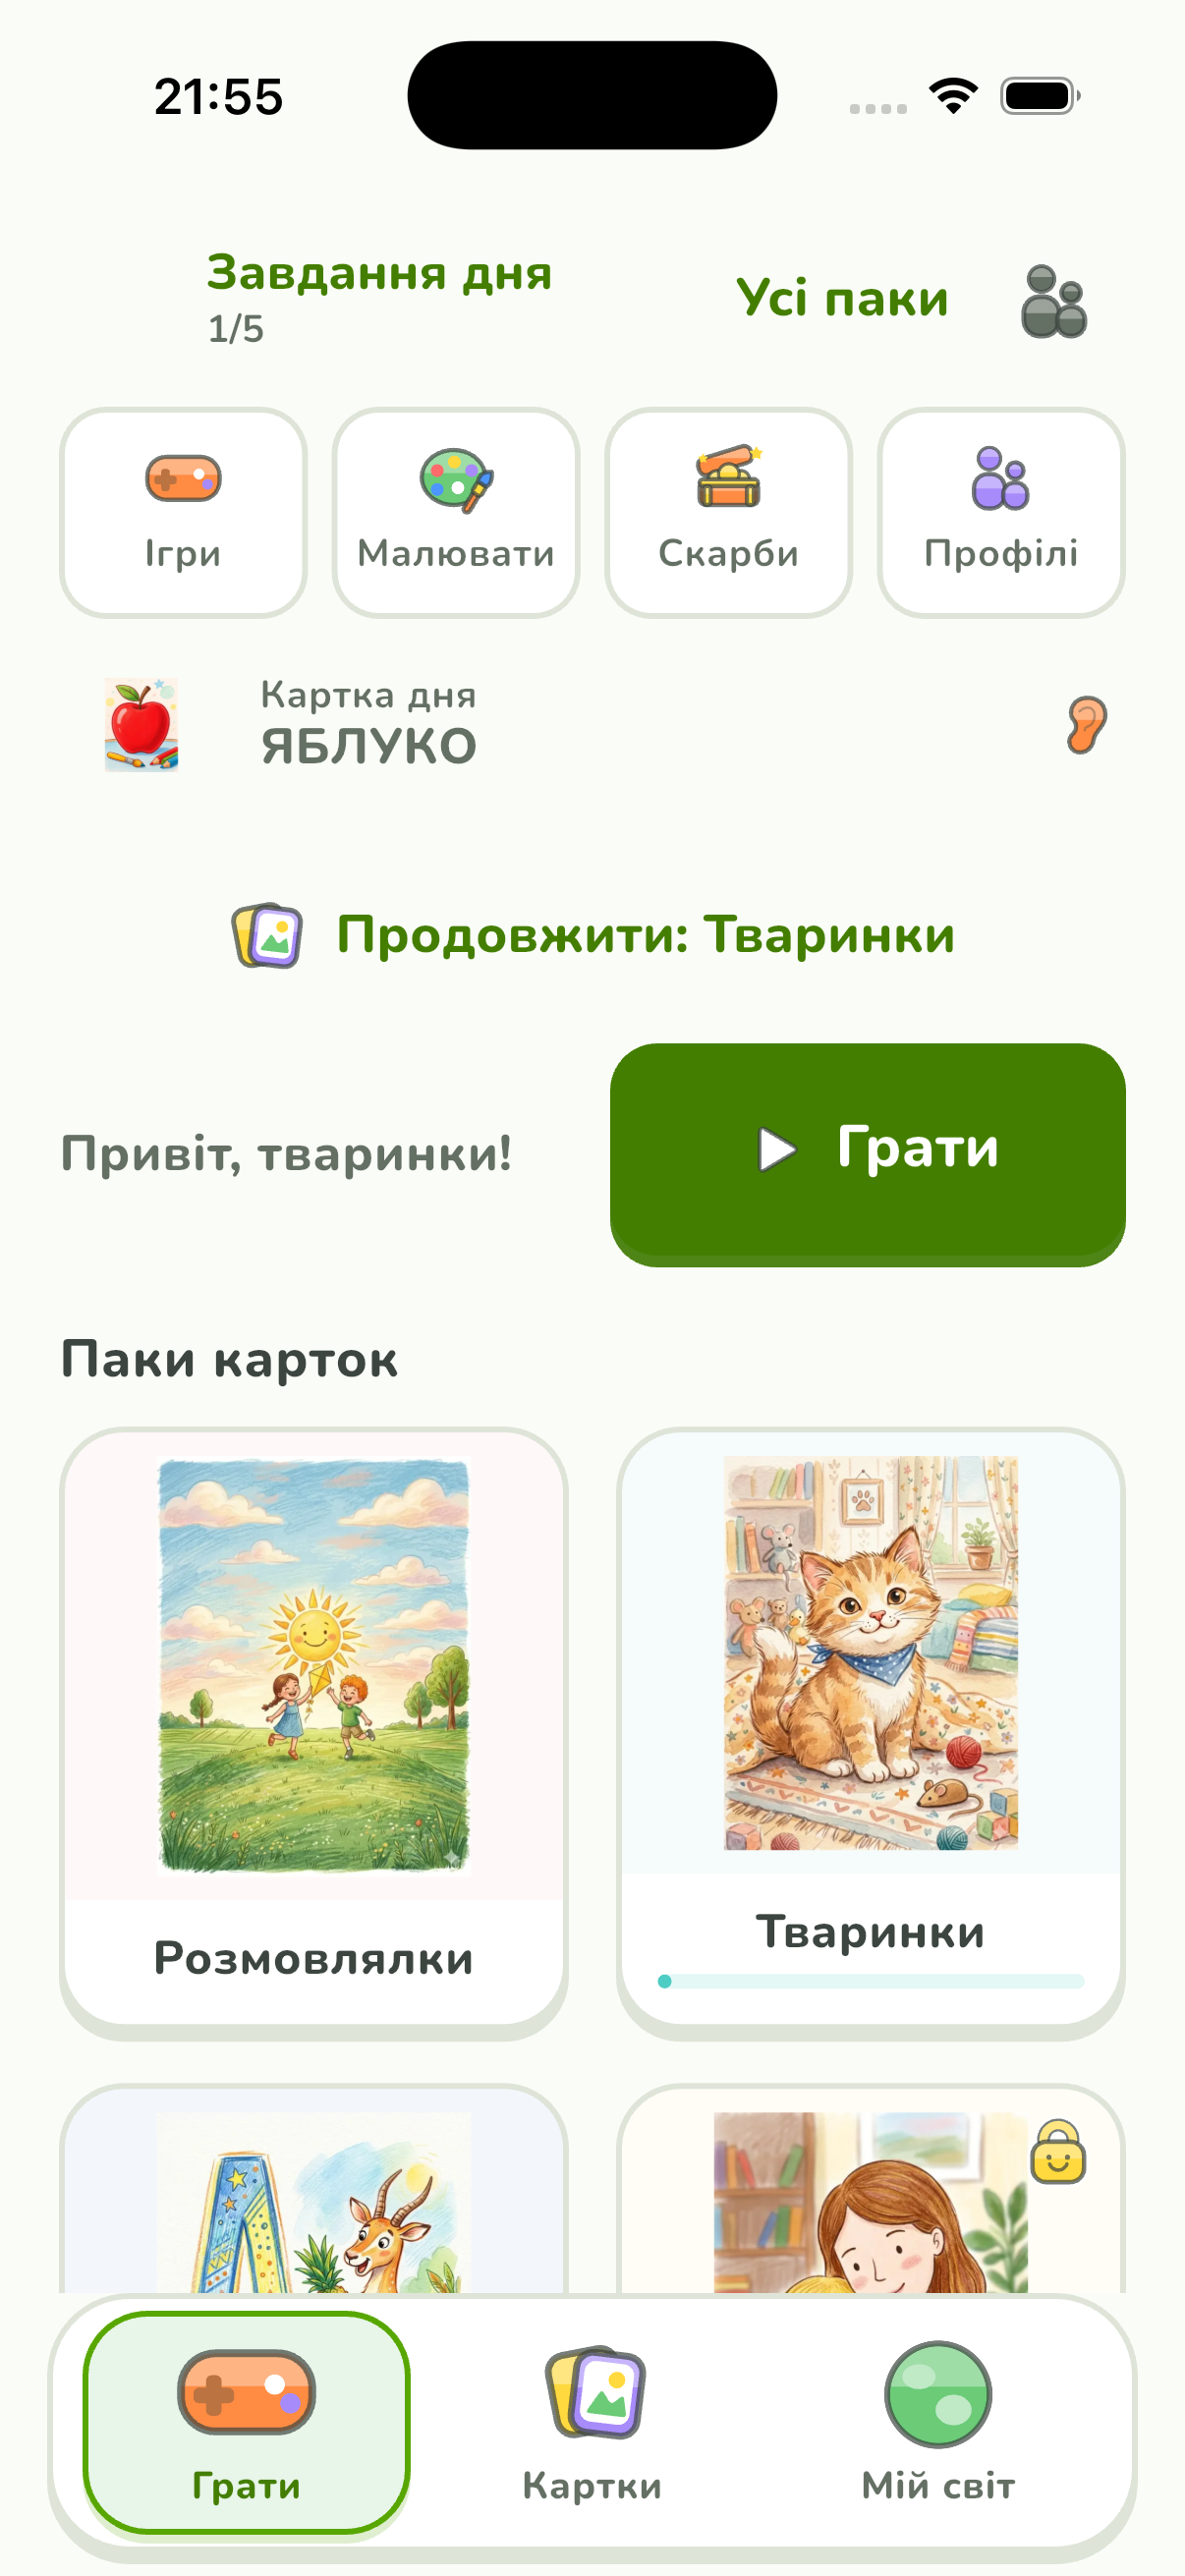 21:55
Завдання дня
1/5
Усі паки
Ігри
Малювати
Скарби
Профілі
Картка дня
ЯБЛУКО
Продовжити: Тваринки
Привіт, тваринки!
Грати
Паки карток
Розмовлялки
Тваринки
А
Грати
Картки
Мій світ